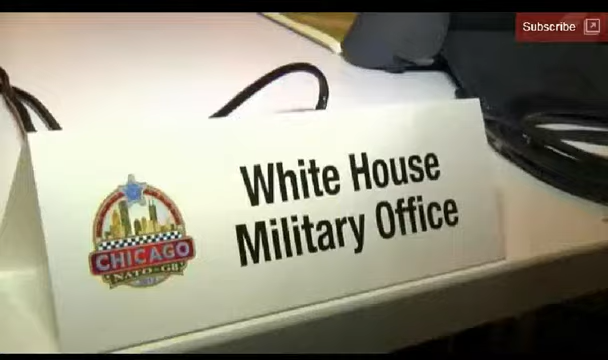 Subscribe
White House
Military Office
CHICAGO
NATO G8